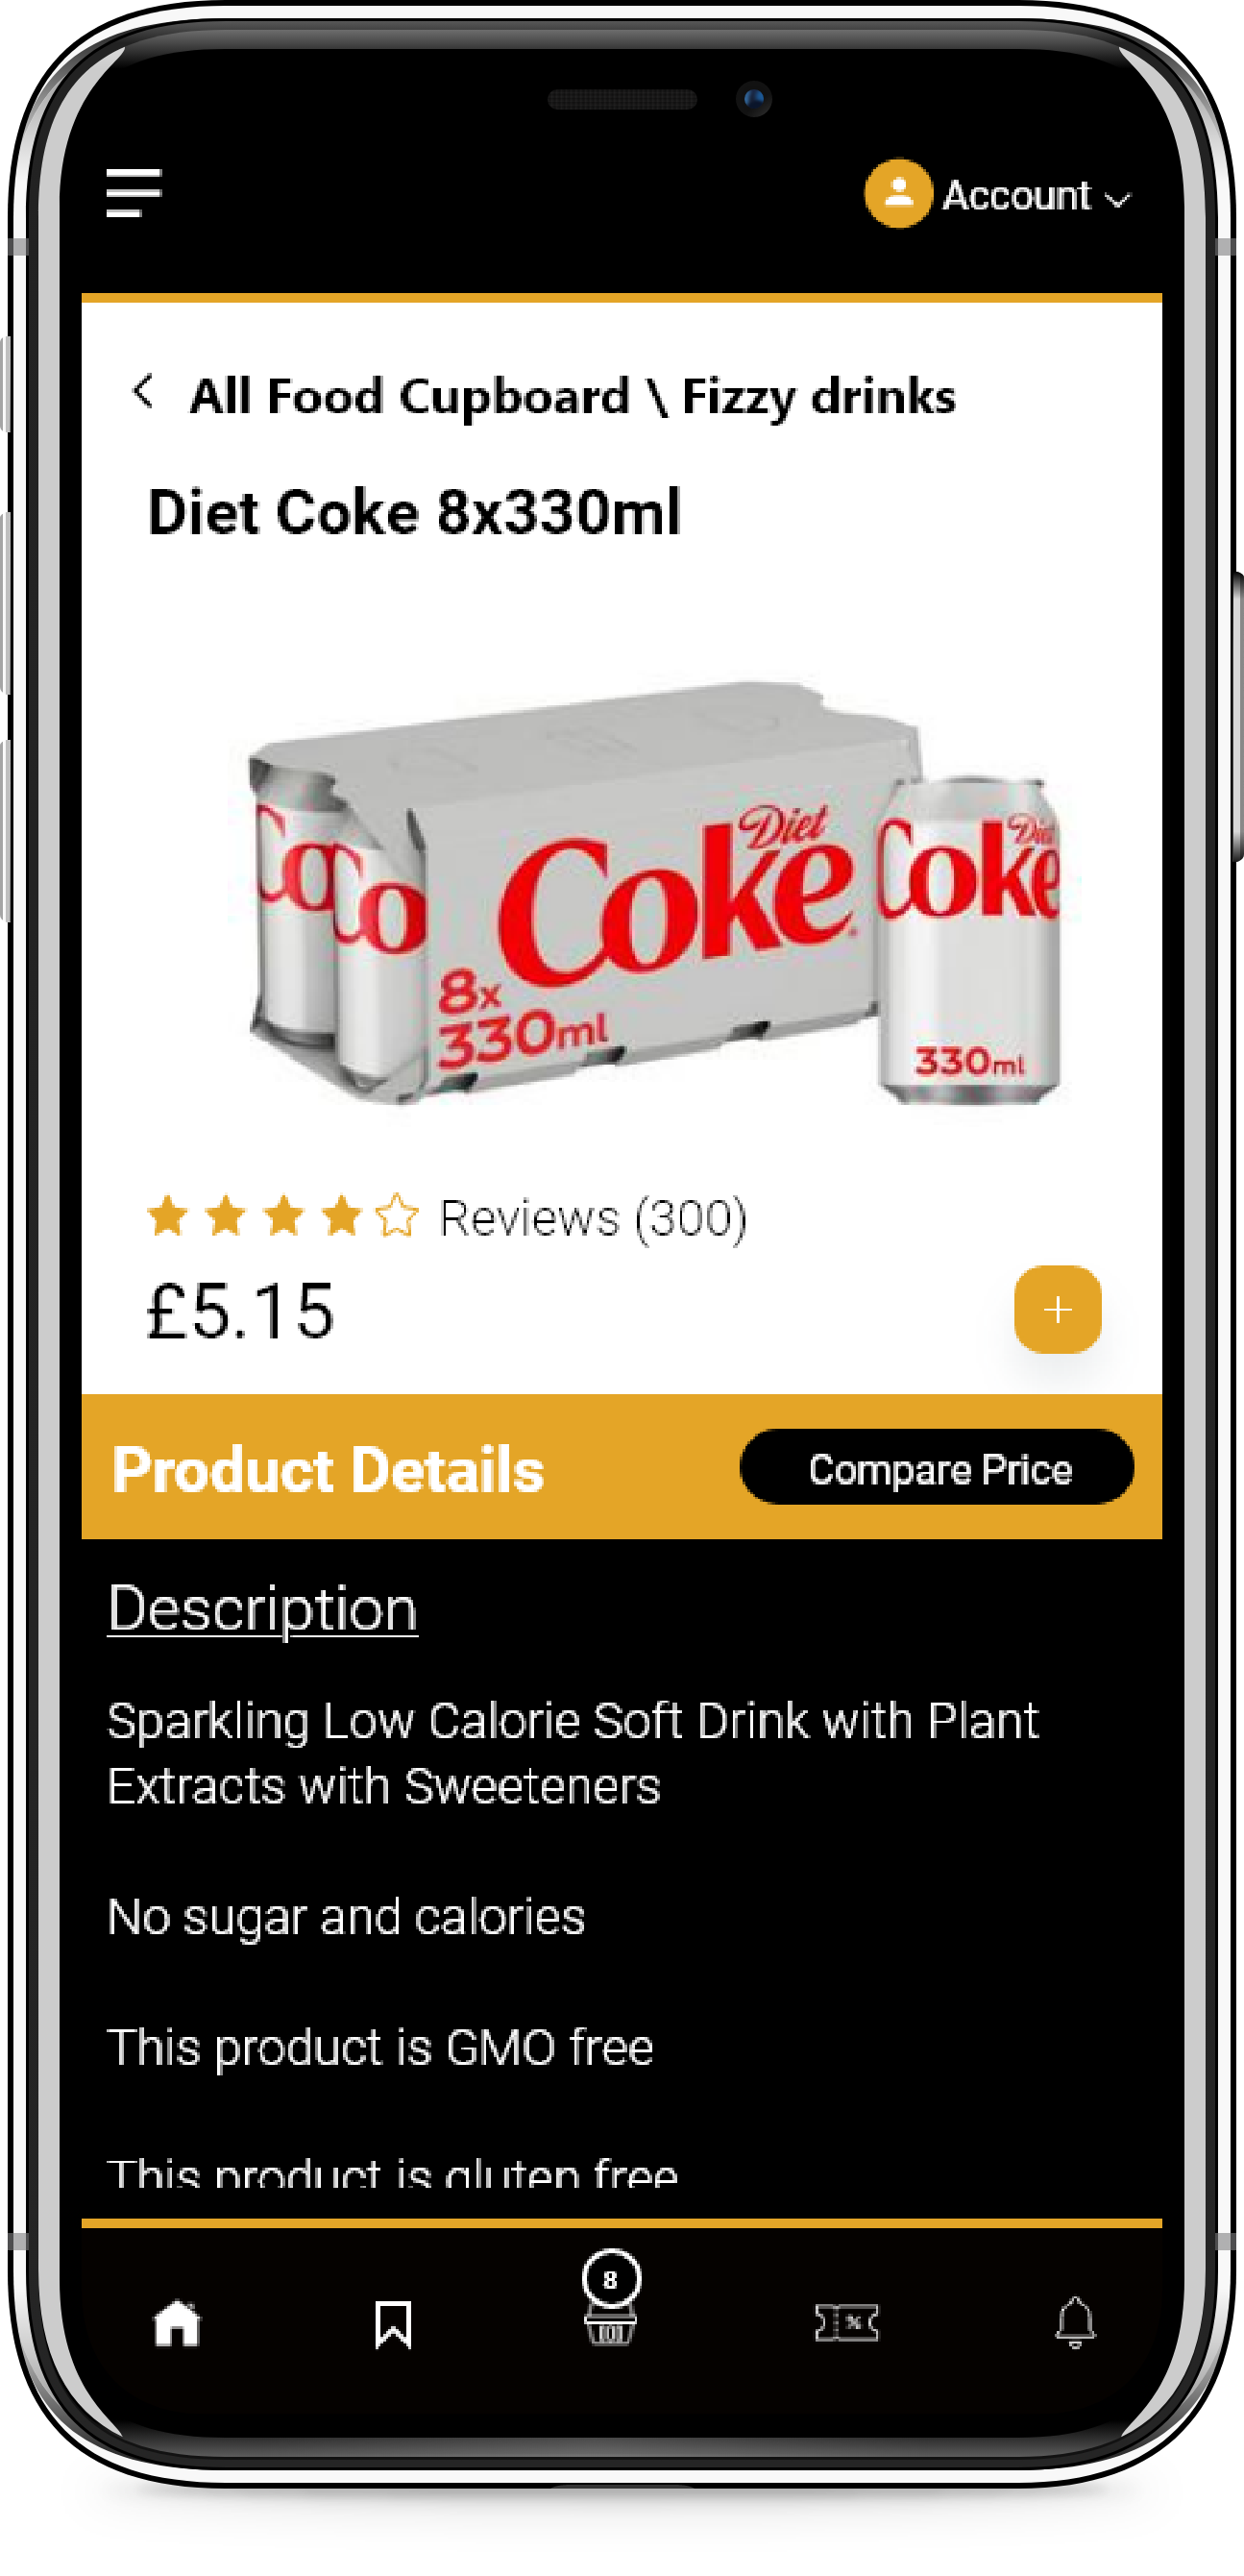 Account
All Food Cupboard \ Fizzy drinks
Diet Coke 8x330ml
Diet
Coke
8x
330ml
Co
Co
Diet
Coke
330ml
Reviews (300)
£5.15
+
Product Details
Compare Price
Description
Sparkling Low Calorie Soft Drink with Plant
Extracts with Sweeteners
No sugar and calories
This product is GMO free
This product is gluten free
8
%